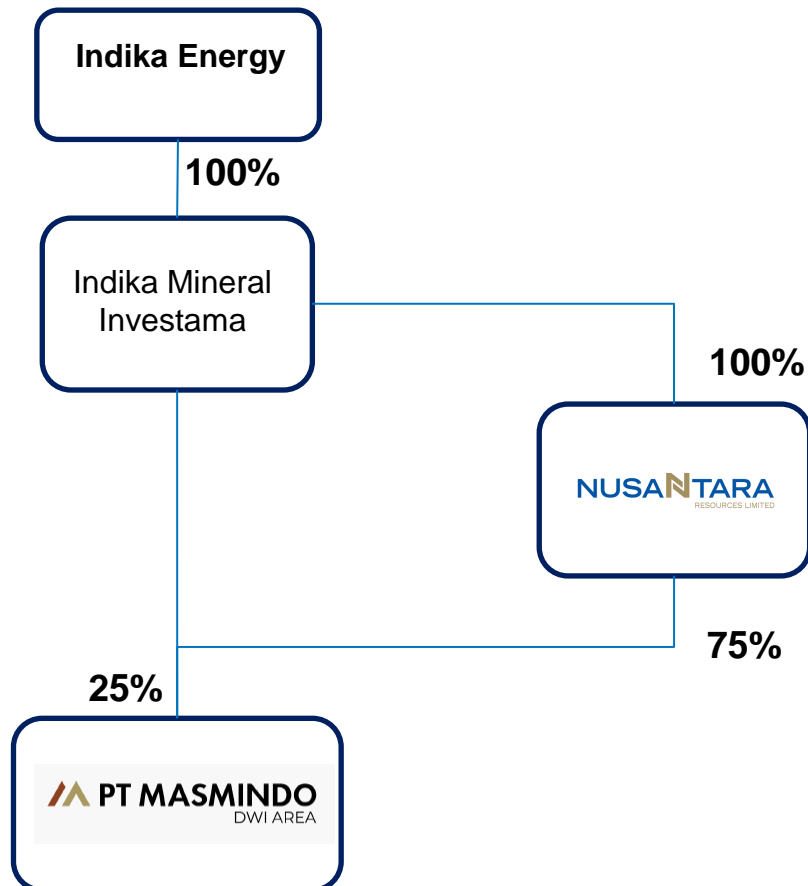 Indika Energy
100%
Indika Mineral
Investama
100%
NUSANTARA
RESOURCES LIMITED
75%
25%
PT MASMINDO
DWI AREA